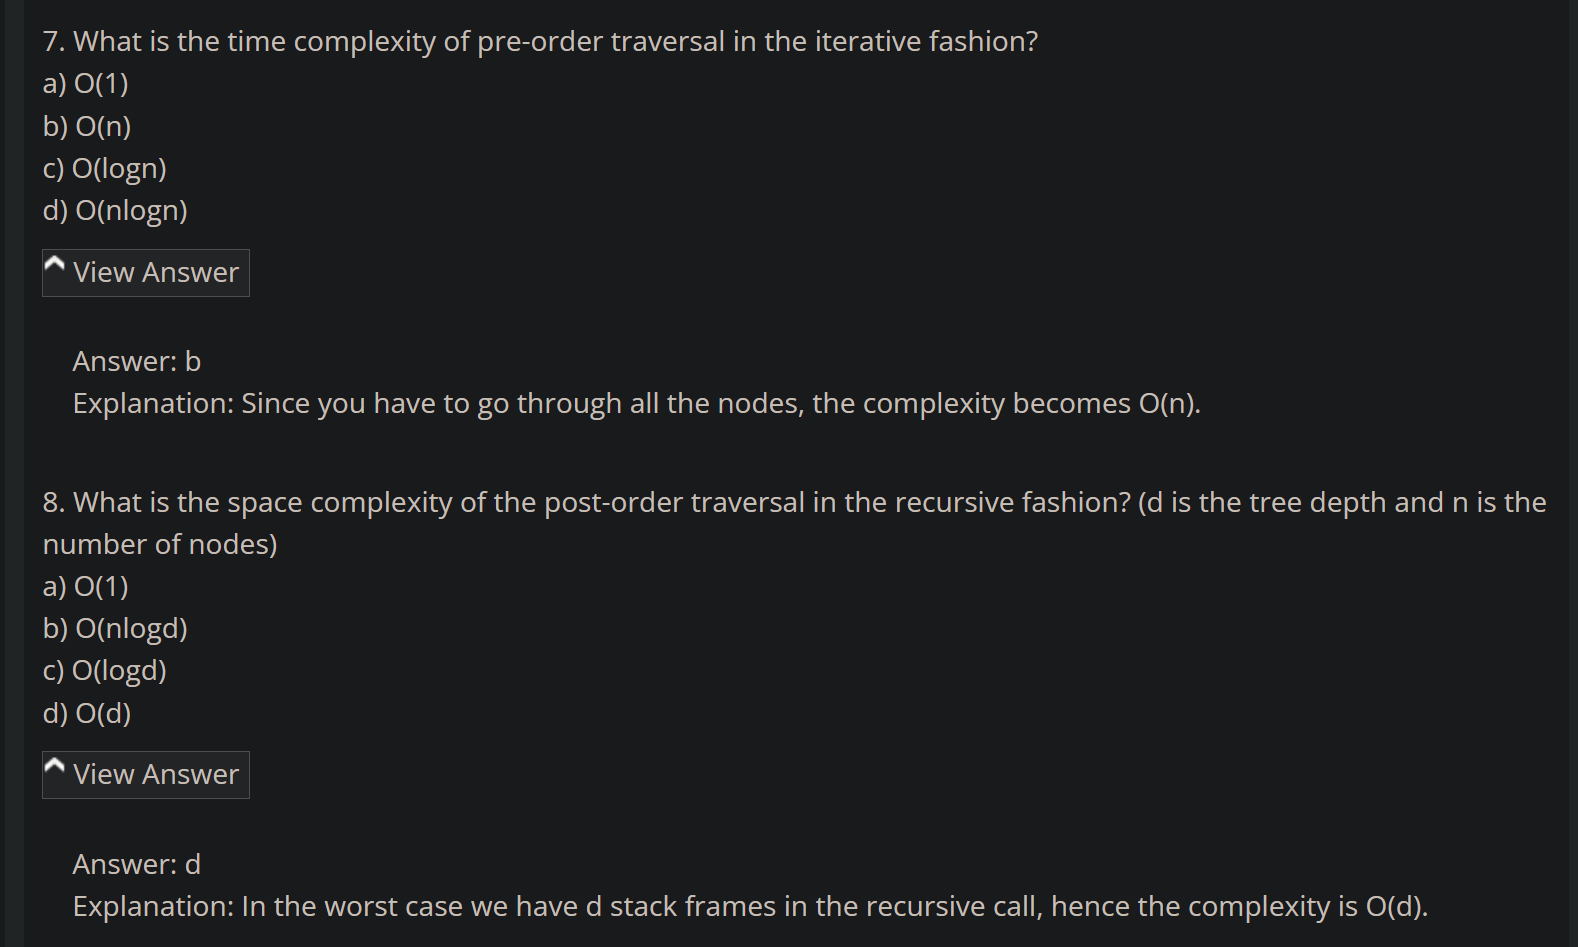 7. What is the time complexity of pre-order traversal in the iterative fashion?
a) O(1)
b) O(n)
c) O(logn)
d) O(nlogn)
View Answer
Answer: b
Explanation: Since you have to go through all the nodes, the complexity becomes O(n).
8. What is the space complexity of the post-order traversal in the recursive fashion? (d is the tree depth and n is the
number of nodes)
a) O(1)
b) O(nlogd)
c) O(logd)
d) O(d)
View Answer
Answer: d
Explanation: In the worst case we have d stack frames in the recursive call, hence the complexity is O(d).